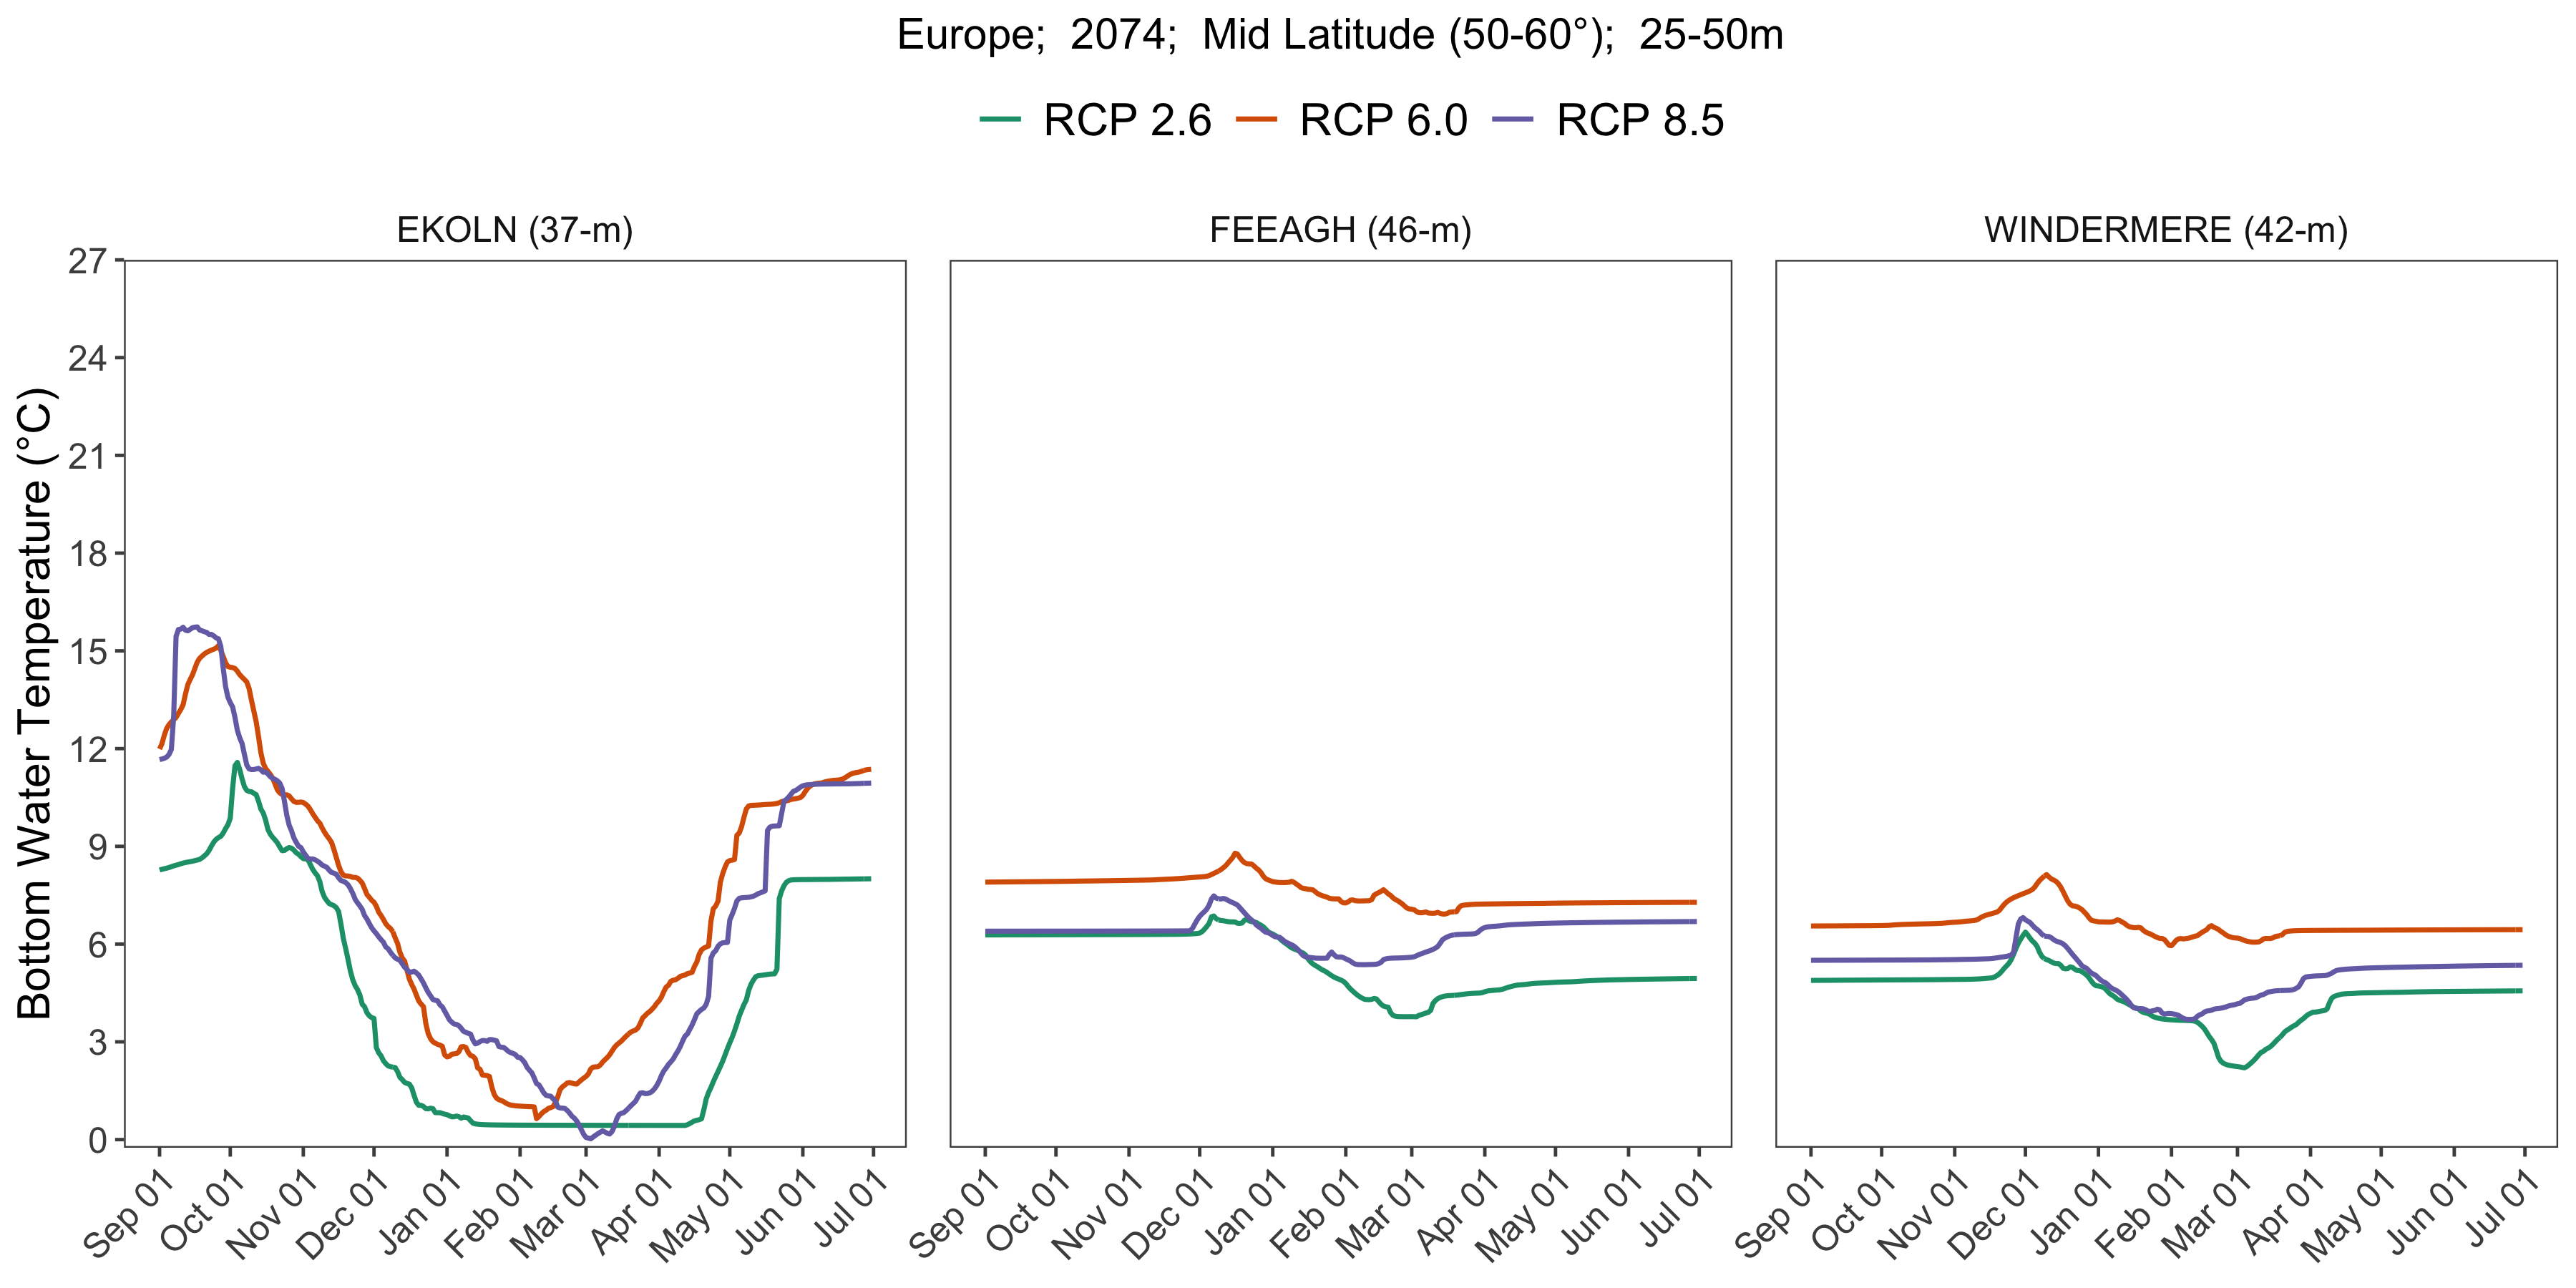 Europe;  2074;  Mid Latitude (50-60°);  25-50m
RCP 2.6 RCP 6.0 RCP 8.5
EKOLN (37-m) FEEAGH (46-m) WINDERMERE (42-m)
Bottom Water Temperature (°C)
27
24
21
18
15
12
9
6
3
0
Sep 01 Oct 01 Nov 01 Dec 01 Jan 01 Feb 01 Mar 01 Apr 01 May 01 Jun 01 Jul 01
Sep 01 Oct 01 Nov 01 Dec 01 Jan 01 Feb 01 Mar 01 Apr 01 May 01 Jun 01 Jul 01
Sep 01 Oct 01 Nov 01 Dec 01 Jan 01 Feb 01 Mar 01 Apr 01 May 01 Jun 01 Jul 01